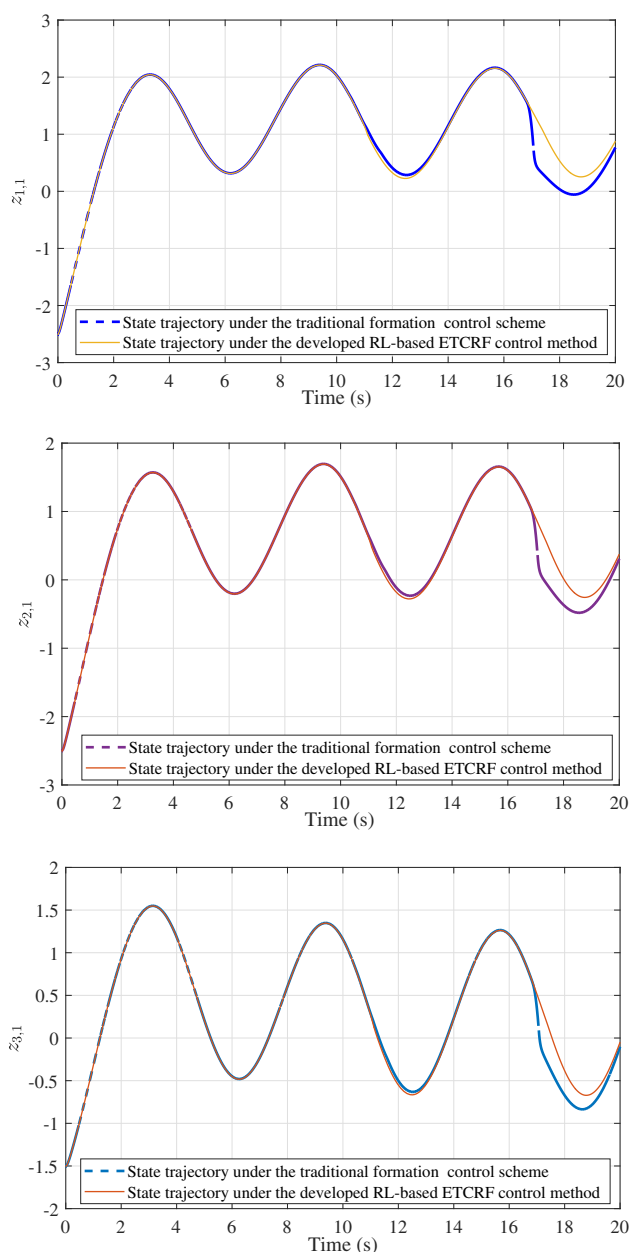 3
2
1
0
-1
-2
-3
z1,1
State trajectory under the traditional formation control scheme
State trajectory under the developed RL-based ETCRF control method
0 2 4 6 8 10 12 14 16 18 20
Time (s)
2
1
0
-1
-2
-3
z2,1
State trajectory under the traditional formation control scheme
State trajectory under the developed RL-based ETCRF control method
0 2 4 6 8 10 12 14 16 18 20
Time (s)
2
1.5
1
0.5
0
-0.5
-1
-1.5
-2
z3,1
State trajectory under the traditional formation control scheme
State trajectory under the developed RL-based ETCRF control method
0 2 4 6 8 10 12 14 16 18 20
Time (s)